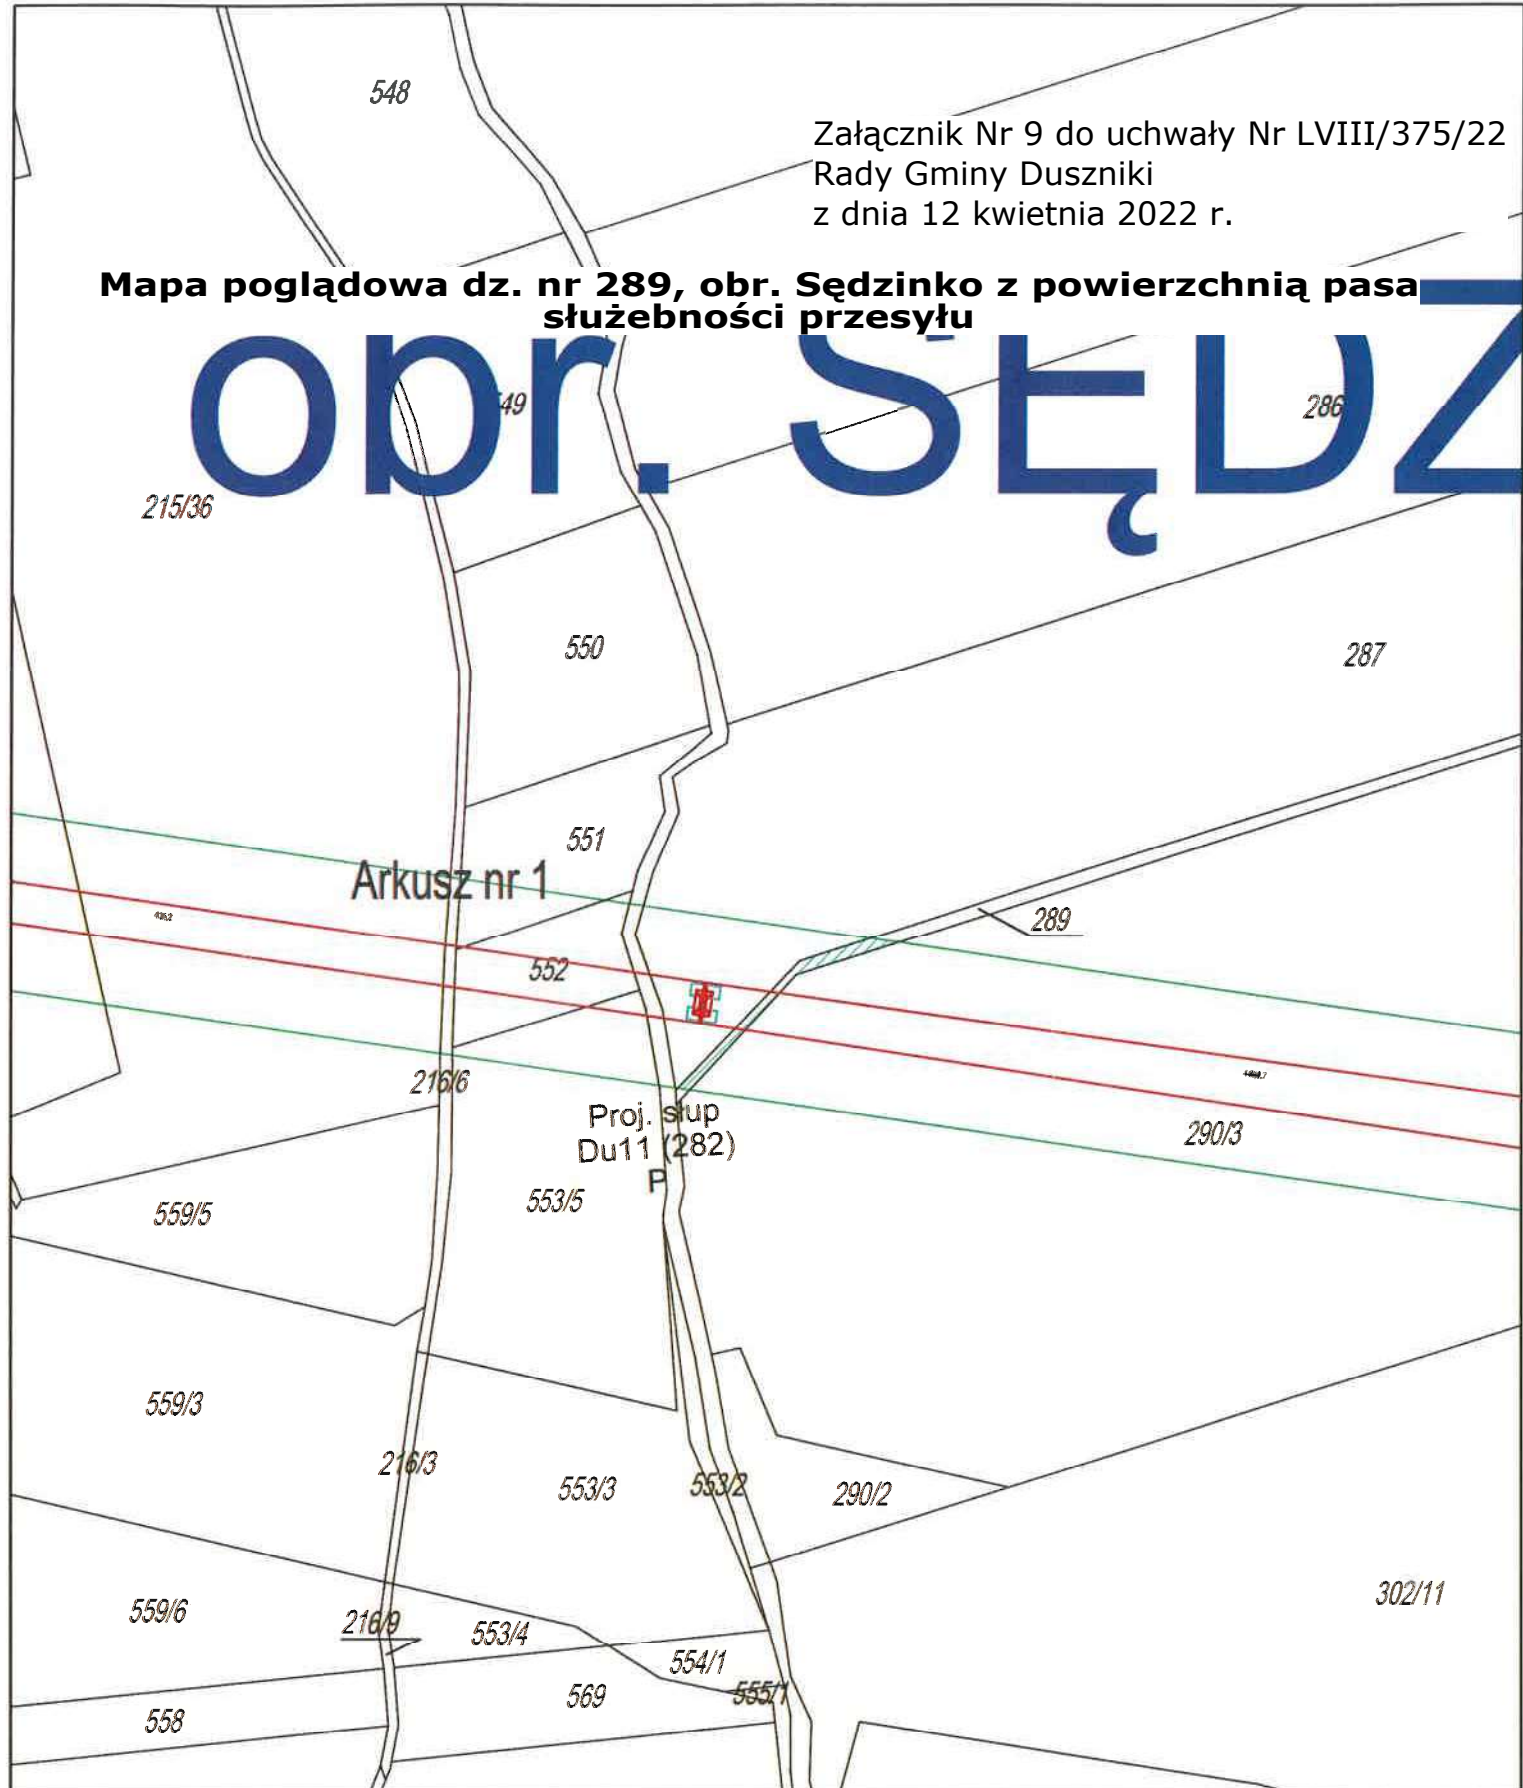 548
Załącznik Nr 9 do uchwały Nr LVIII/375/22
Rady Gminy Duszniki
z dnia 12 kwietnia 2022 r.
Mapa poglądowa dz. nr 289, obr. Sędzinko z powierzchnią pasa
służebności przesyłu
obr. SĘDZ
49
286
215/36
550
287
551
Arkusz nr 1
289
552
216/6
Proj. słup
Du11 (282)
P
290/3
553/5
559/5
559/3
216/3
553/3
553/2
290/2
302/11
559/6
216/9
553/4
554/1
555/1
569
558